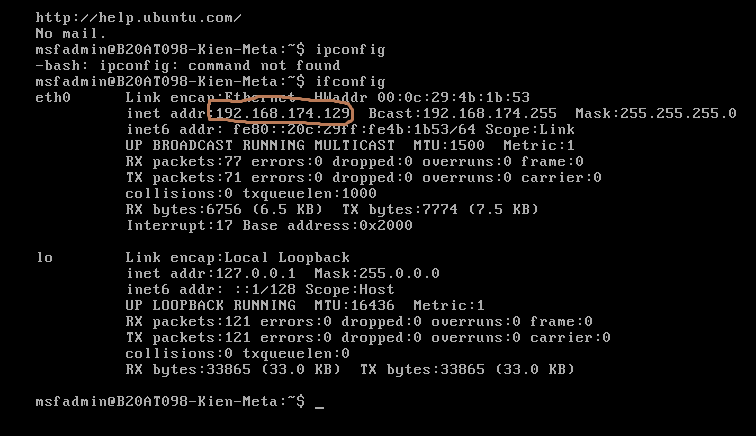 http://help.ubuntu.com/
No mail.
msfadmin@B20AT098-Kien-Meta:~$ ipconfig
-bash: ipconfig: command not found
msfadmin@B20AT098-Kien-Meta:~$ ifconfig
eth0 Link encap:Ethernet HWaddr 00:0c:29:4b:1b:53
inet addr:192.168.174.129 Bcast:192.168.174.255 Mask:255.255.255.0
inet6 addr: fe80::20c:29ff:fe4b:1b53/64 Scope:Link
UP BROADCAST RUNNING MULTICAST MTU:1500 Metric:1
RX packets:77 errors:0 dropped:0 overruns:0 frame:0
TX packets:71 errors:0 dropped:0 overruns:0 carrier:0
collisions:0 txqueuelen:1000
RX bytes:6756 (6.5 KB) TX bytes:7774 (7.5 KB)
Interrupt:17 Base address:0x2000
lo Link encap:Local Loopback
inet addr:127.0.0.1 Mask:255.0.0.0
inet6 addr: ::1/128 Scope:Host
UP LOOPBACK RUNNING MTU:16436 Metric:1
RX packets:121 errors:0 dropped:0 overruns:0 frame:0
TX packets:121 errors:0 dropped:0 overruns:0 carrier:0
collisions:0 txqueuelen:0
RX bytes:33865 (33.0 KB) TX bytes:33865 (33.0 KB)
msfadmin@B20AT098-Kien-Meta:~$ _